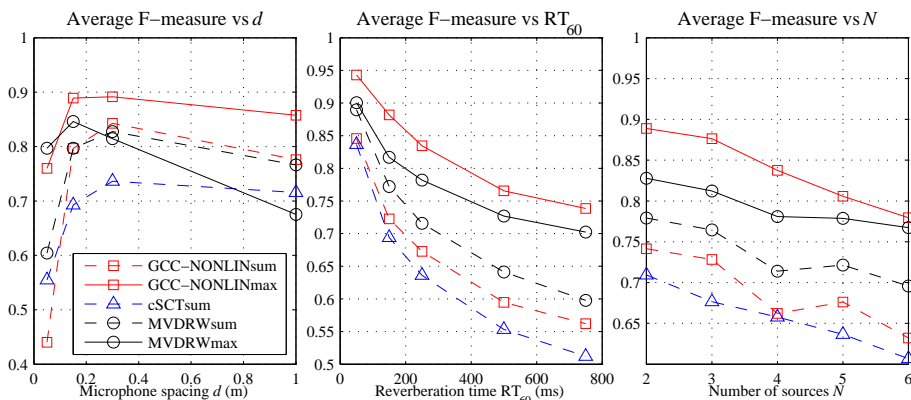 Average F−measure vs d
1
0.9
0.8
0.7
0.6
0.5
0.4
0 0.2 0.4 0.6 0.8 1
Microphone spacing d (m)
GCC−NONLINsum
GCC−NONLINmax
cSCTsum
MVDRWsum
MVDRWmax
Average F−measure vs RT60
1
0.95
0.9
0.85
0.8
0.75
0.7
0.65
0.6
0.55
0.5
0 200 400 600 800
Reverberation time RT60 (ms)
Average F−measure vs N
1
0.95
0.9
0.85
0.8
0.75
0.7
0.65
2 3 4 5 6
Number of sources N